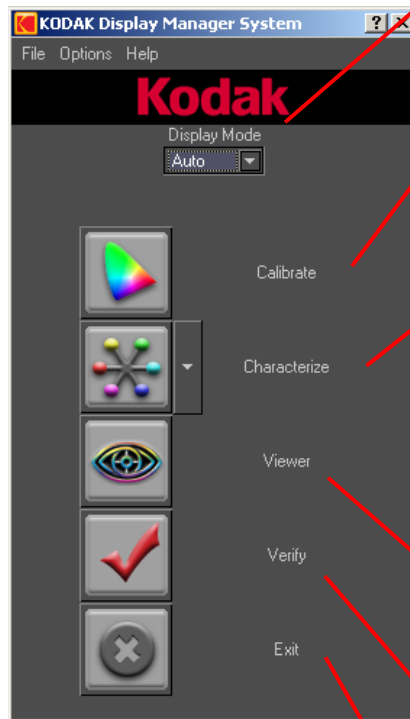 KODAK Display Manager System
File Options Help
Kodak
Display Mode
Auto
Calibrate
Characterize
Viewer
Verify
Exit